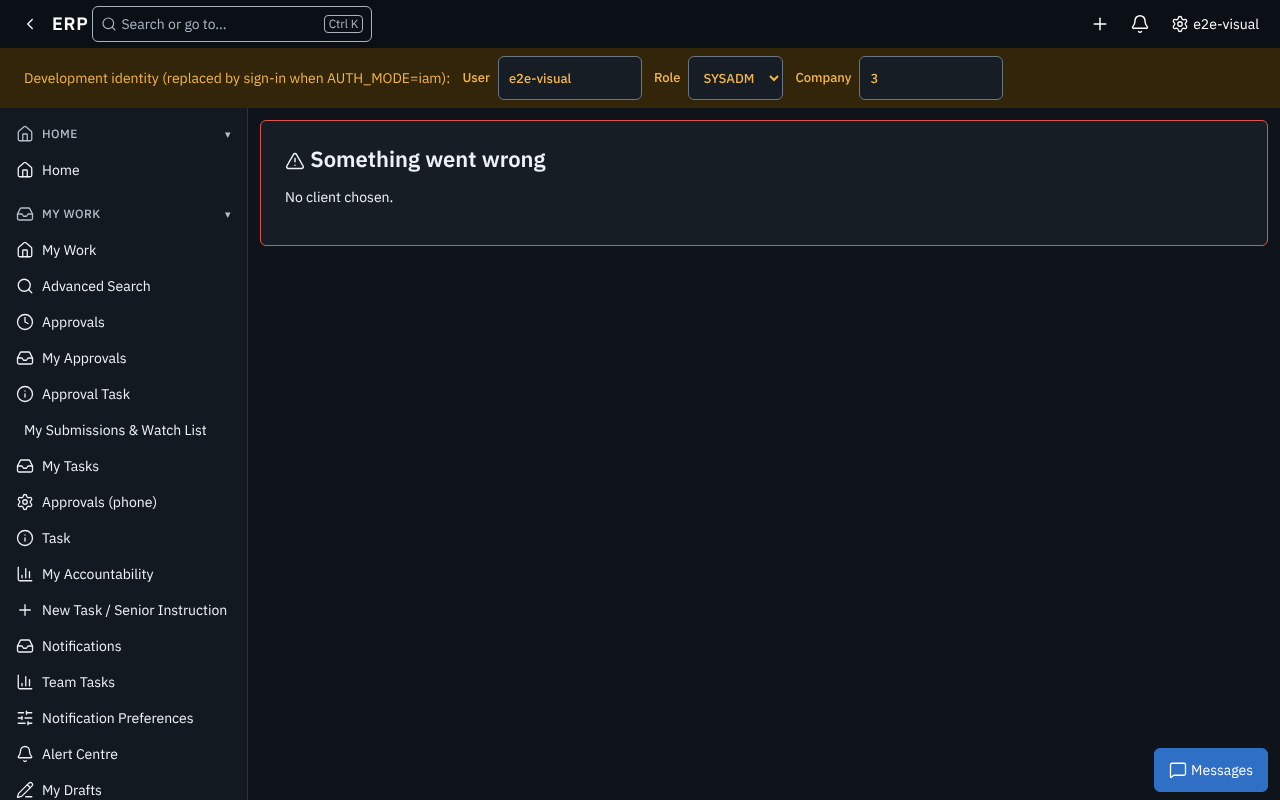 ERP
Search or go to...
Ctrl K
e2e-visual
Development identity (replaced by sign-in when AUTH_MODE=iam): User e2e-visual Role SYSADM Company 3
HOME
Home
MY WORK
My Work
Advanced Search
Approvals
My Approvals
Approval Task
My Submissions & Watch List
My Tasks
Approvals (phone)
Task
My Accountability
New Task / Senior Instruction
Notifications
Team Tasks
Notification Preferences
Alert Centre
My Drafts
Something went wrong
No client chosen.
Messages